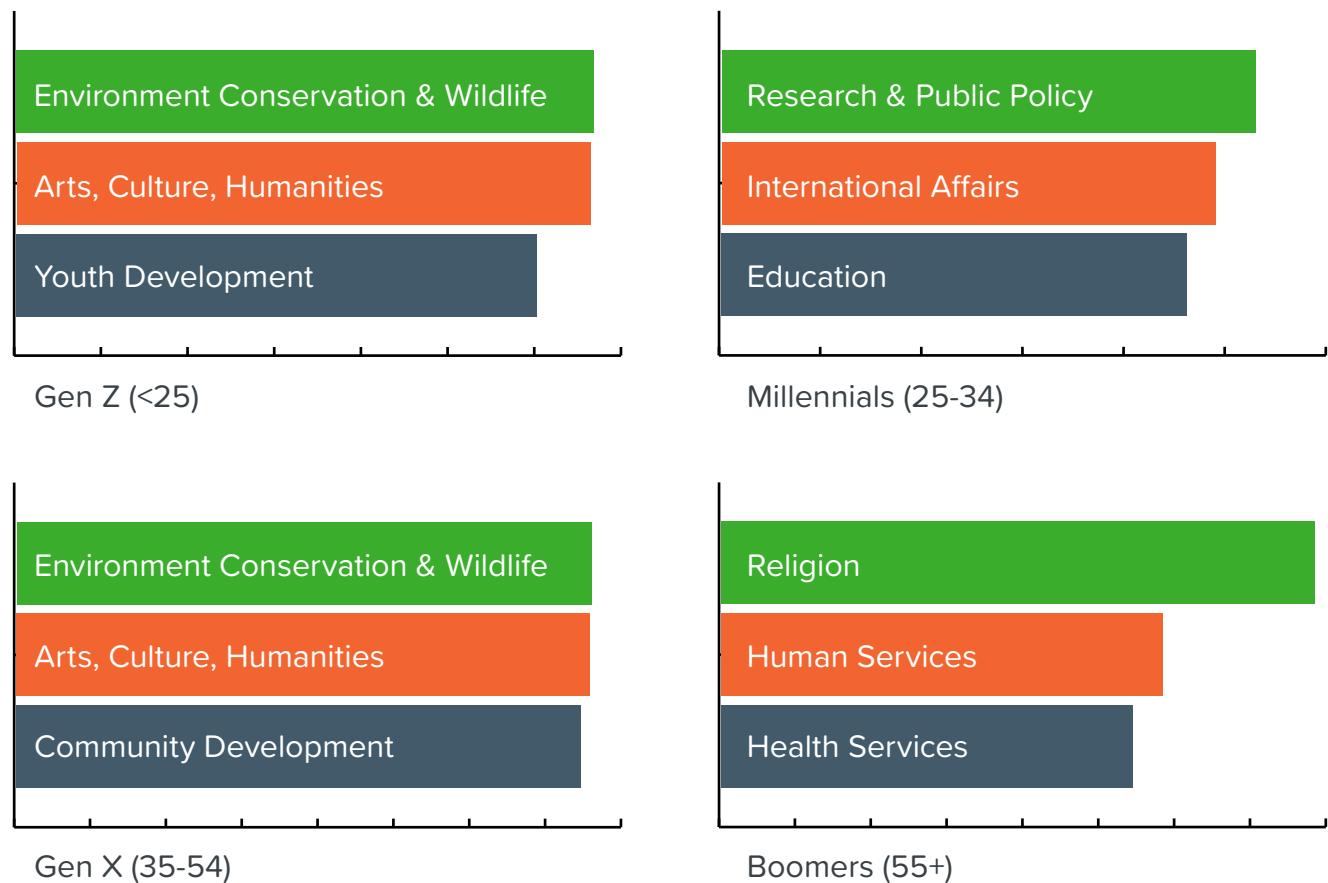 Environment Conservation & Wildlife
Arts, Culture, Humanities
Youth Development
Gen Z (<25)
Research & Public Policy
International Affairs
Education
Millennials (25-34)
Environment Conservation & Wildlife
Arts, Culture, Humanities
Community Development
Gen X (35-54)
Religion
Human Services
Health Services
Boomers (55+)